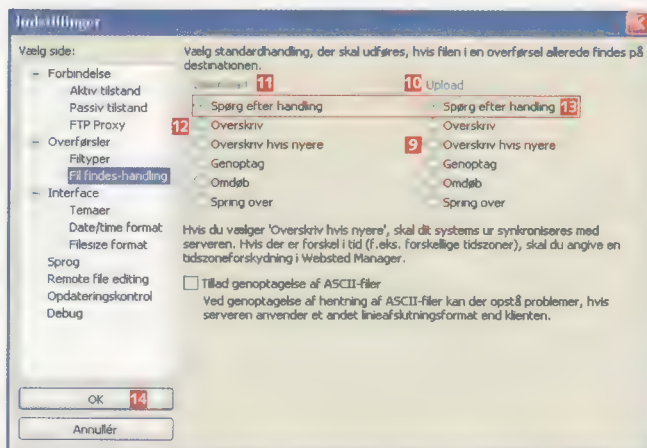 Indstillinger
Vælg side:
− Forbindelse
Aktiv tilstand
Passiv tilstand
FTP Proxy
− Overførsler
Filtyper
Fil findes-handling
− Interface
Temaer
Date/time format
Filesize format
Sprog
Remote file editing
Opdateringskontrol
Debug
OK 14
Annullér
Vælg standardhandling, der skal udføres, hvis filen i en overførsel allerede findes på
destinationen.
11
Spørg efter handling
12 Overskriv
Overskriv hvis nyere
Genoptag
Omdøb
Spring over
10 Upload
Spørg efter handling 13
Overskriv
9 Overskriv hvis nyere
Genoptag
Omdøb
Spring over
Hvis du vælger 'Overskriv hvis nyere', skal dit systems ur synkroniseres med
serveren. Hvis der er forskel i tid (f.eks. forskellige tidszoner), skal du angive en
tidszoneforskydning i Websted Manager.
Tillad genoptagelse af ASCII-filer
Ved genoptagelse af hentning af ASCII-filer kan der opstå problemer, hvis
serveren anvender et andet linieafslutningsformat end klienten.